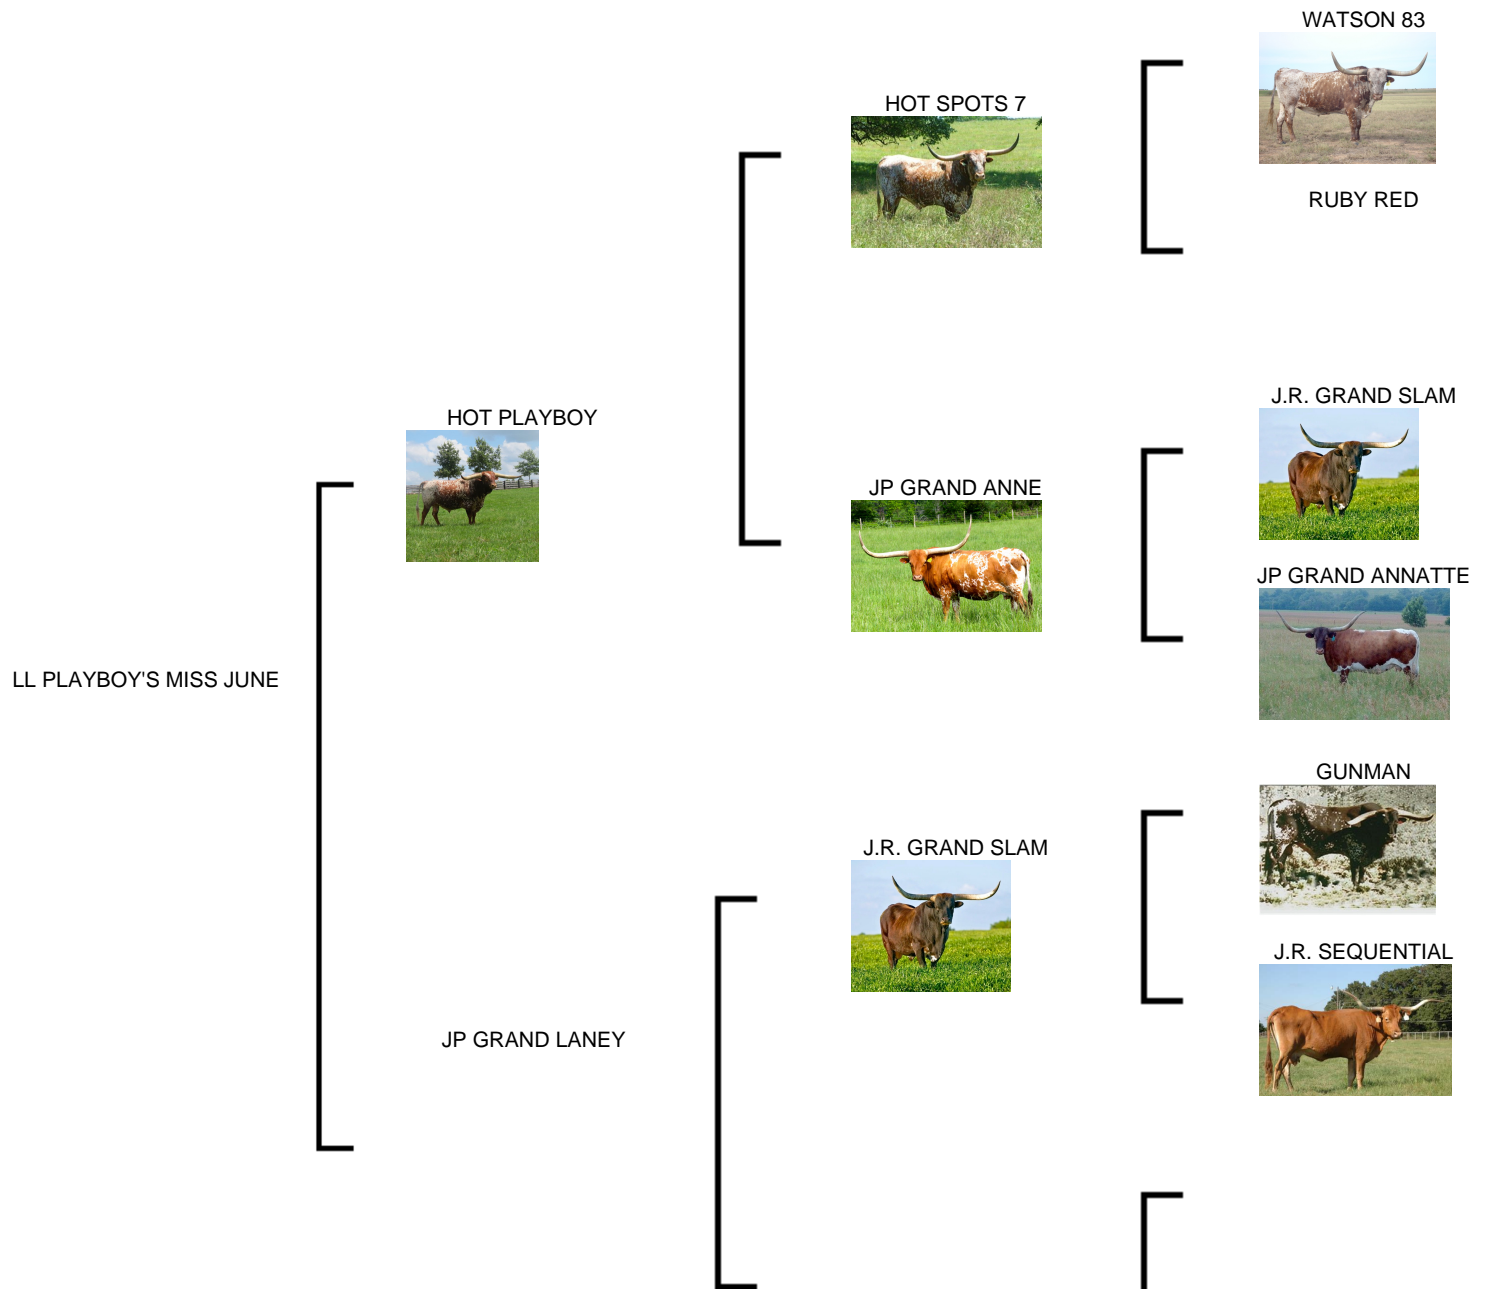 WATSON 83
HOT SPOTS 7
RUBY RED
J.R. GRAND SLAM
HOT PLAYBOY
JP GRAND ANNE
JP GRAND ANNATTE
LL PLAYBOY'S MISS JUNE
GUNMAN
J.R. GRAND SLAM
J.R. SEQUENTIAL
JP GRAND LANEY